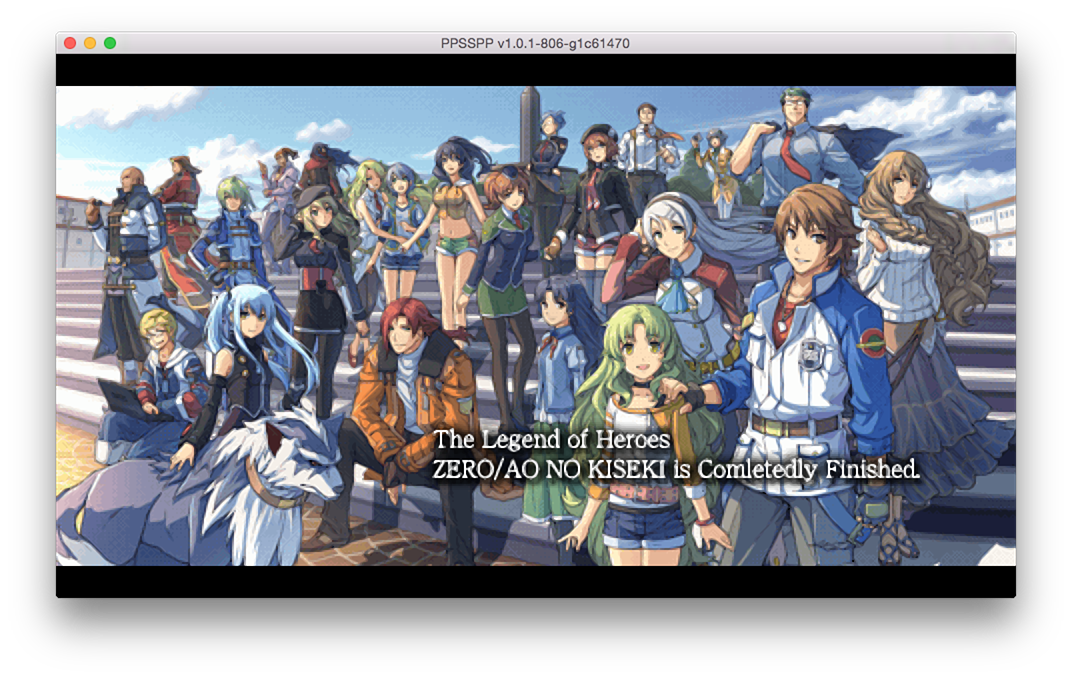 PPSSPP v1.0.1-806-g1c61470
The Legend of Heroes
ZERO/AO NO KISEKI is Comletedly Finished.